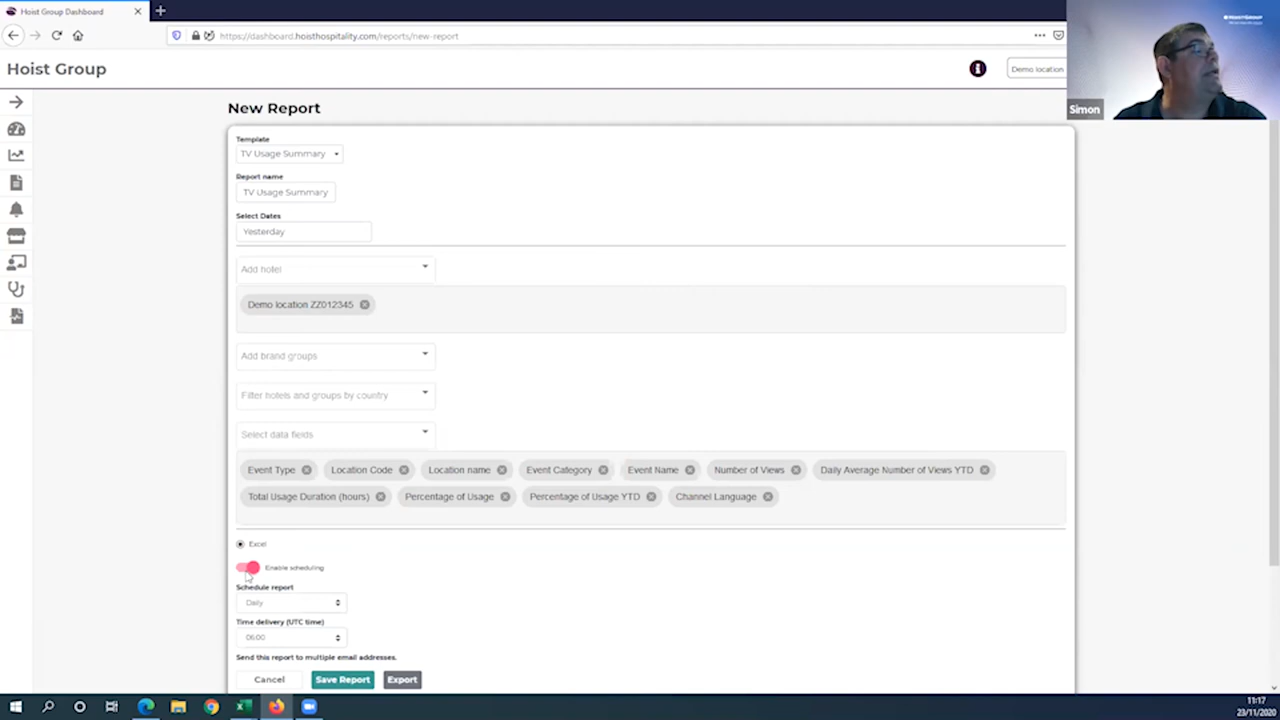 Hoist Group Dashboard
https://dashboard.hoisthospitality.com/reports/new-report
HOISTGROUP
Hoist Group
Demo location
Simon
New Report
Template
TV Usage Summary
Report name
TV Usage Summary
Select Dates
Yesterday
Add hotel
Demo location ZZ012345
Add brand groups
Filter hotels and groups by country
Select data fields
Event Type Location Code Location name Event Category Event Name Number of Views Daily Average Number of Views YTD
Total Usage Duration (hours) Percentage of Usage Percentage of Usage YTD Channel Language
Excel
Enable scheduling
Schedule report
Daily
Time delivery (UTC time)
06:00
Send this report to multiple email addresses.
Cancel Save Report Export
11:17
23/11/2020